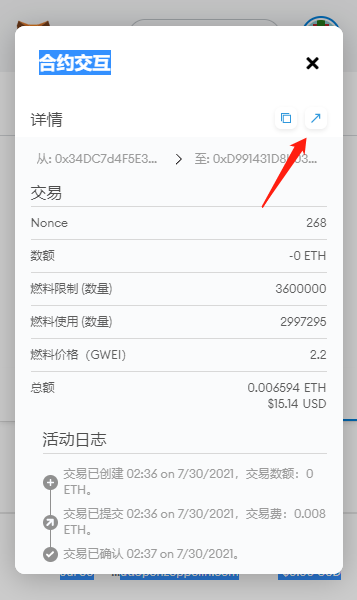 合约交互
详情
从: 0x34DC7d4F5E3...
至: 0xD991431D8b03...
交易
Nonce 268
数额 -0 ETH
燃料限制 (数量) 3600000
燃料使用 (数量) 2997295
燃料价格（GWEI） 2.2
总额 0.006594 ETH
$15.14 USD
活动日志
交易已创建 02:36 on 7/30/2021，交易数额：0
ETH。
交易已提交 02:36 on 7/30/2021，交易费：0.008
ETH。
交易已确认 02:37 on 7/30/2021。